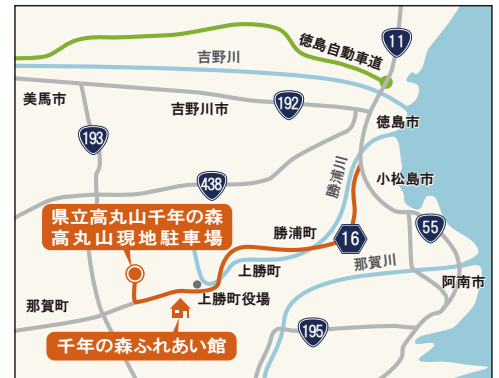 徳島自動車道
11
吉野川
美馬市
吉野川市
192
徳島市
193
勝浦川
438
小松島市
県立高丸山千年の森
高丸山現地駐車場
勝浦町
16
55
那賀川
上勝町
阿南市
那賀町
上勝町役場
195
千年の森ふれあい館